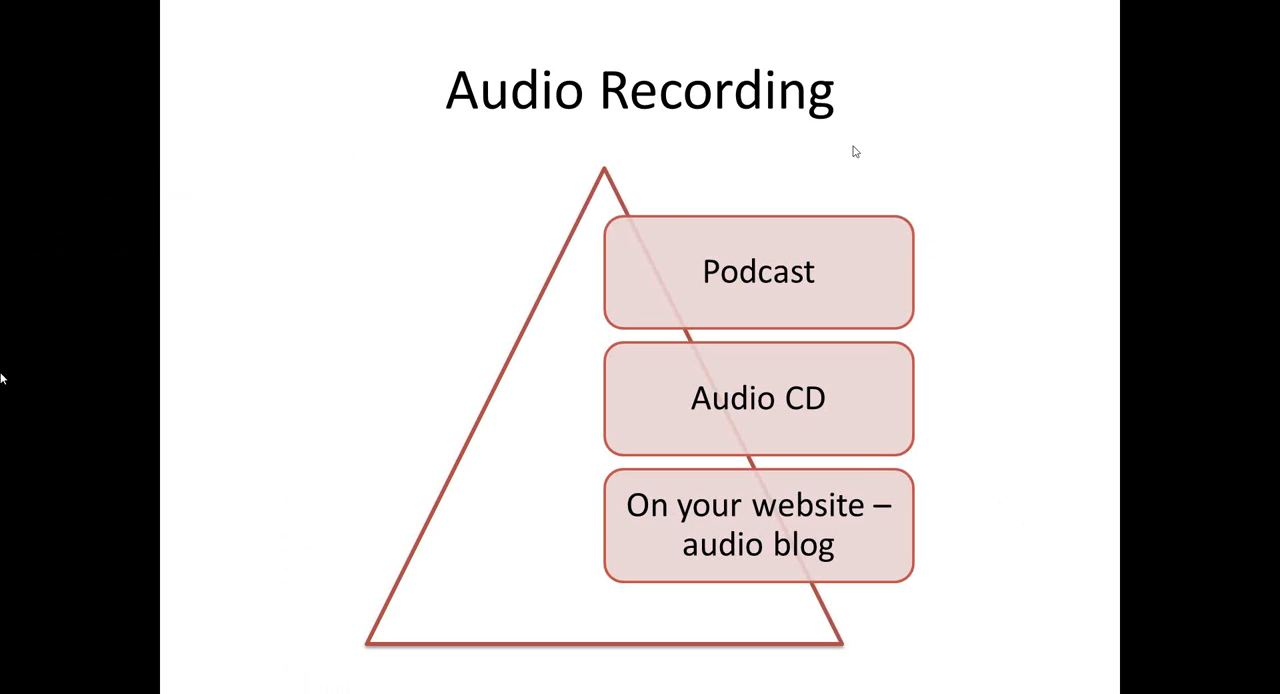 Audio Recording
Podcast
Audio CD
On your website –
audio blog